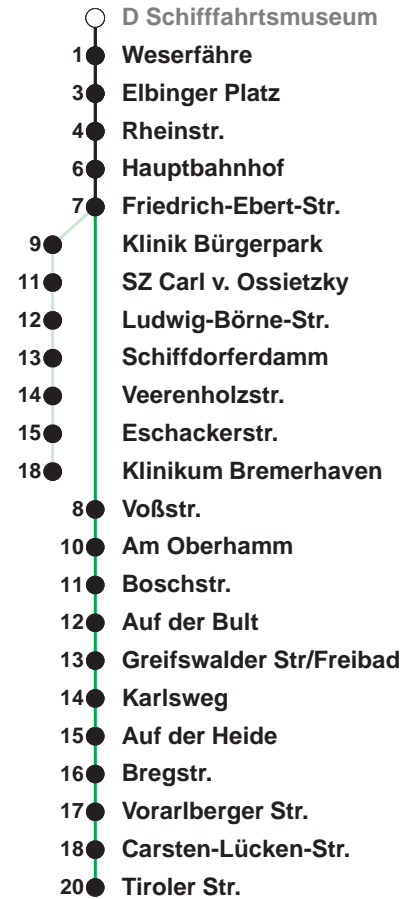 D Schifffahrtsmuseum
1 Weserfähre
3 Elbinger Platz
4 Rheinstr.
6 Hauptbahnhof
7 Friedrich-Ebert-Str.
9 Klinik Bürgerpark
11 SZ Carl v. Ossietzky
12 Ludwig-Börne-Str.
13 Schiffdorferdamm
14 Veerenholzstr.
15 Eschackerstr.
18 Klinikum Bremerhaven
8 Voßstr.
10 Am Oberhamm
11 Boschstr.
12 Auf der Bult
13 Greifswalder Str/Freibad
14 Karlsweg
15 Auf der Heide
16 Bregstr.
17 Vorarlberger Str.
18 Carsten-Lücken-Str.
20 Tiroler Str.